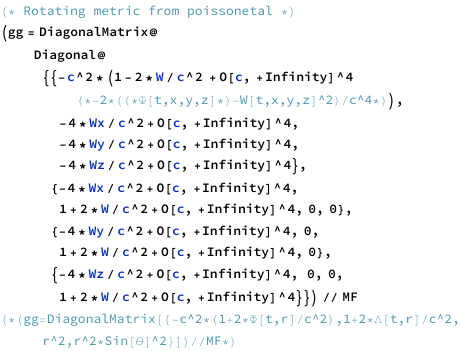 (* Rotating metric from poissonetal *)
(gg = DiagonalMatrix@
Diagonal@
{{-c^2* (1-2*W/c^2 +O[c, +Infinity]^4
(*-2*((*Φ[t,x,y,z]*)-W[t,x,y,z]^2)/c^4*)),
-4*Wx/c^2+O[c, +Infinity]^4,
-4*Wy/c^2+O[c, +Infinity]^4,
-4*Wz/c^2+O[c, +Infinity]^4},
{-4*Wx/c^2+O[c, +Infinity]^4,
1+2*W/c^2+O[c, +Infinity]^4, 0, 0},
{-4*Wy/c^2+O[c, +Infinity]^4, 0,
1+2*W/c^2+O[c, +Infinity]^4, 0},
{-4*Wz/c^2+O[c, +Infinity]^4, 0, 0,
1+2*W/c^2+O[c, +Infinity]^4}}) // MF
(*(gg=DiagonalMatrix[{-c^2*(1+2*Φ[t,r]/c^2),1+2*Λ[t,r]/c^2,
r^2,r^2*Sin[θ]^2}])//MF*)